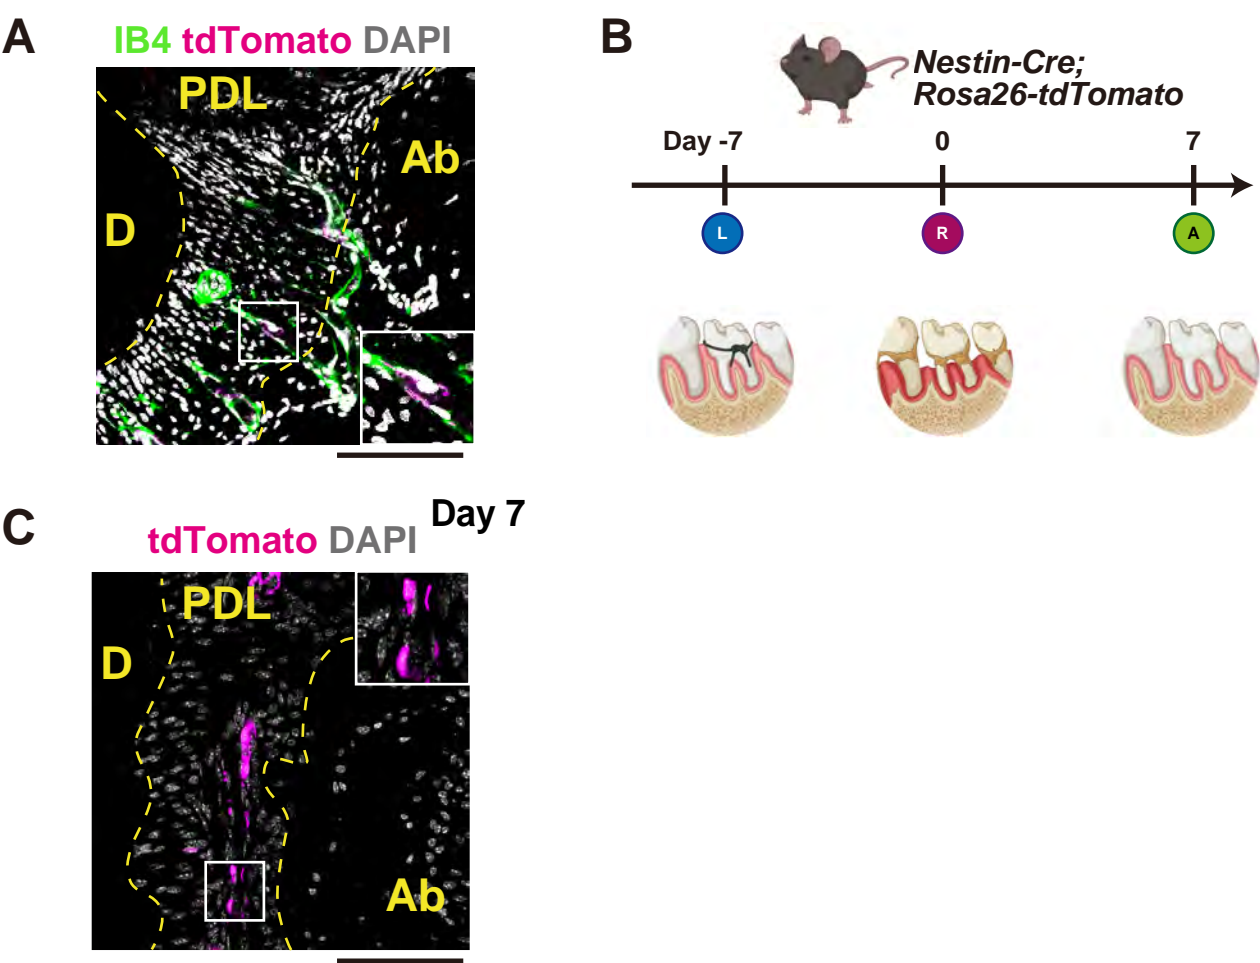 A
IB4 tdTomato DAPI
PDL
Ab
D
B
Nestin-Cre;
Rosa26-tdTomato
Day -7 0 7
L R A
C
Day 7
tdTomato DAPI
PDL
D
Ab